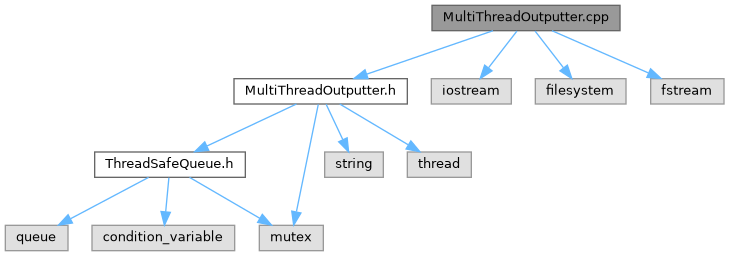 MultiThreadOutputter.cpp
MultiThreadOutputter.h
iostream
filesystem
fstream
ThreadSafeQueue.h
string
thread
queue
condition_variable
mutex